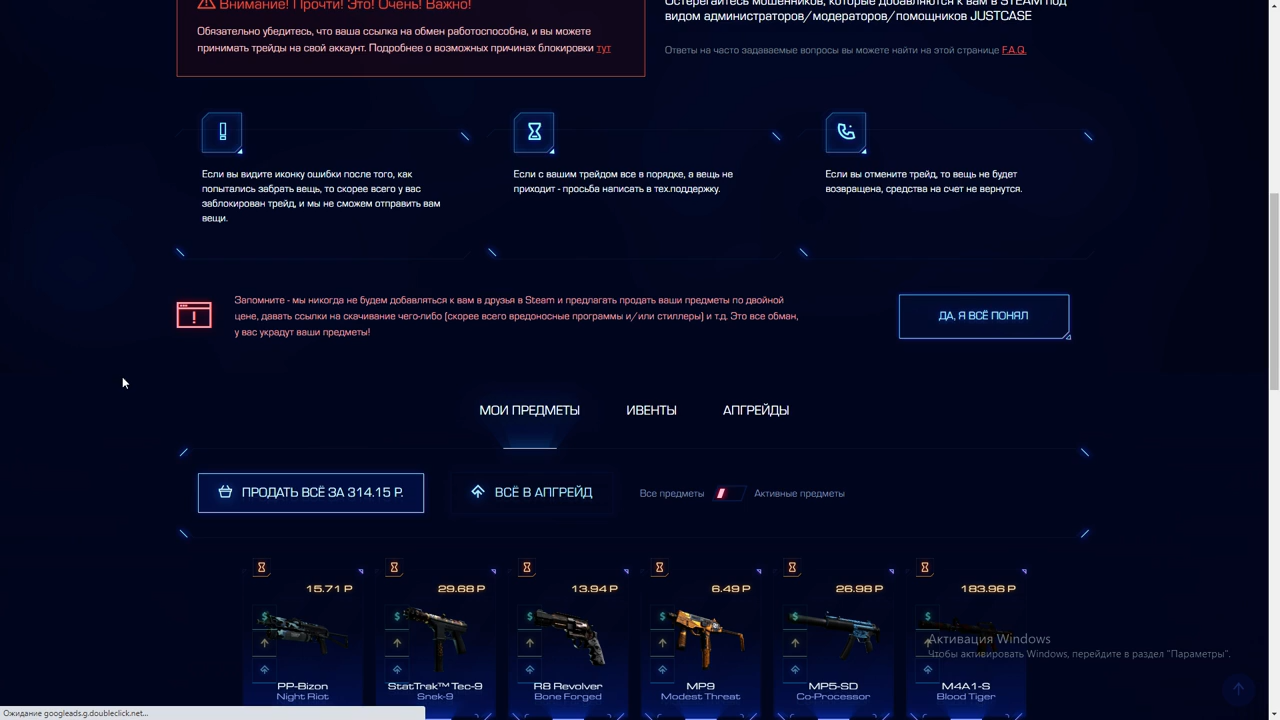 Внимание! Прочти! Это! Очень! Важно!
Обязательно убедитесь, что ваша ссылка на обмен работоспособна, и вы можете
принимать трейды на свой аккаунт. Подробнее о возможных причинах блокировки тут
Остерегайтесь мошенников, которые добавляются к вам в STEAM под
видом администраторов/модераторов/помощников JUSTCASE
Ответы на часто задаваемые вопросы вы можете найти на этой странице F.A.Q.
Если вы видите иконку ошибки после того, как
попытались забрать вещь, то скорее всего у вас
заблокирован трейд, и мы не сможем отправить вам
вещи.
Если с вашим трейдом все в порядке, а вещь не
приходит - просьба написать в тех.поддержку.
Если вы отмените трейд, то вещь не будет
возвращена, средства на счет не вернутся.
Запомните - мы никогда не будем добавляться к вам в друзья в Steam и предлагать продать ваши предметы по двойной
цене, давать ссылки на скачивание чего-либо (скорее всего вредоносные программы и/или стиллеры) и т.д. Это все обман,
у вас украдут ваши предметы!
ДА, Я ВСЁ ПОНЯЛ
МОИ ПРЕДМЕТЫ
ИВЕНТЫ
АПГРЕЙДЫ
ПРОДАТЬ ВСЁ ЗА 314.15 Р.
ВСЁ В АПГРЕЙД
Все предметы
Активные предметы
15.71 Р
29.68 Р
13.94 Р
6.49 Р
26.98 Р
183.96 Р
PP-Bizon
Night Riot
StatTrak™ Tec-9
Snek-9
R8 Revolver
Bone Forged
MP9
Modest Threat
MP5-SD
Co-Processor
M4A1-S
Blood Tiger
Активация Windows
Чтобы активировать Windows, перейдите в раздел "Параметры".
Ожидание googleads.g.doubleclick.net...